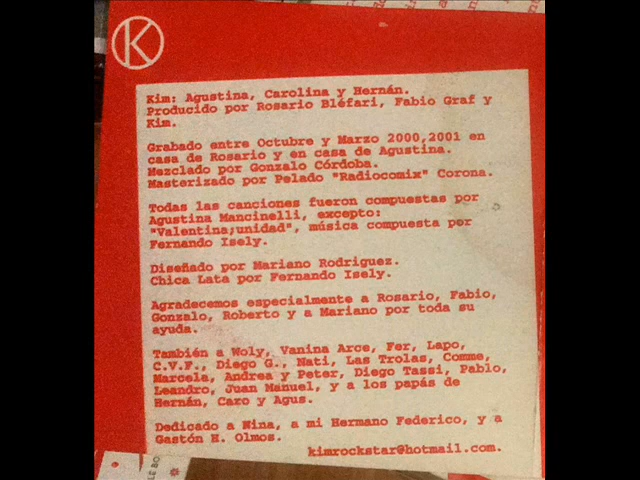 K
Kim: Agustina, Carolina y Hernán.
Producido por Rosario Bléfari, Fabio Graf y
Kim.
Grabado entre Octubre y Marzo 2000,2001 en
casa de Rosario y en casa de Agustina.
Mezclado por Gonzalo Córdoba.
Masterizado por Pelado "Radiocomix" Corona.
Todas las canciones fueron compuestas por
Agustina Mancinelli, excepto:
"Valentina;unidad", música compuesta por
Fernando Isely.
Diseñado por Mariano Rodriguez.
Chica Lata por Fernando Isely.
Agradecemos especialmente a Rosario, Fabio,
Gonzalo, Roberto y a Mariano por toda su
ayuda.
También a Woly, Vanina Arce, Fer, Lapo,
C.V.F., Diego G., Nati, Las Trolas, Comme,
Marcela, Andrea y Peter, Diego Tassi, Pablo,
Leandro, Juan Manuel, y a los papás de
Hernán, Caro y Agus.
Dedicado a Nina, a mi Hermano Federico, y a
Gastón H. Olmos.
kimrockstar@hotmail.com.